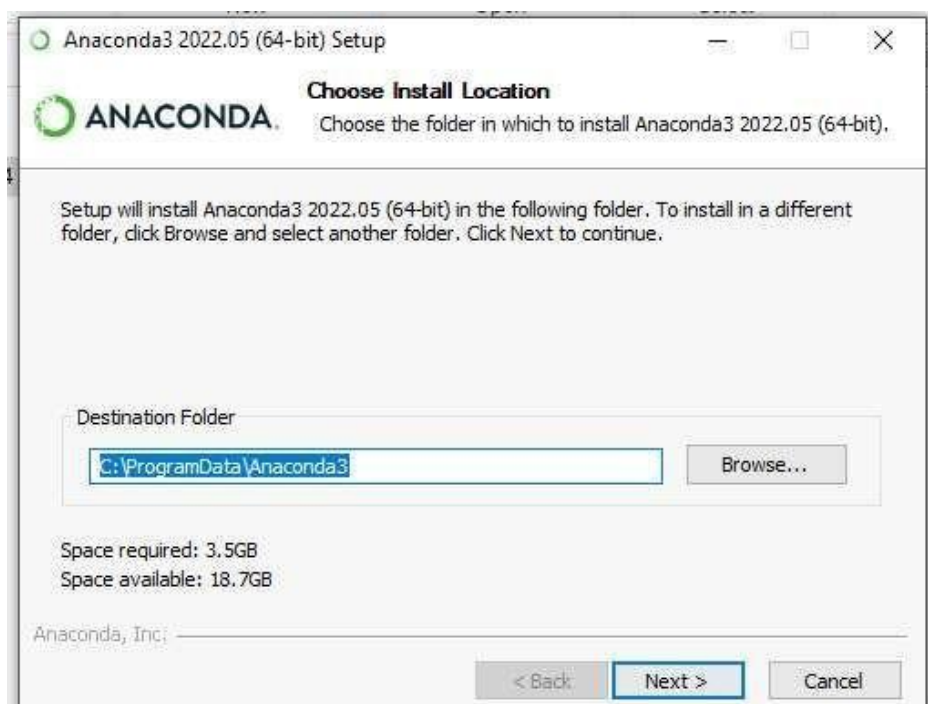 Anaconda3 2022.05 (64-bit) Setup
ANACONDA.
Choose Install Location
Choose the folder in which to install Anaconda3 2022.05 (64-bit).
4
Setup will install Anaconda3 2022.05 (64-bit) in the following folder. To install in a different
folder, click Browse and select another folder. Click Next to continue.
Destination Folder
C:\ProgramData\Anaconda3
Browse...
Space required: 3.5GB
Space available: 18.7GB
Anaconda, Inc.
< Back
Next >
Cancel